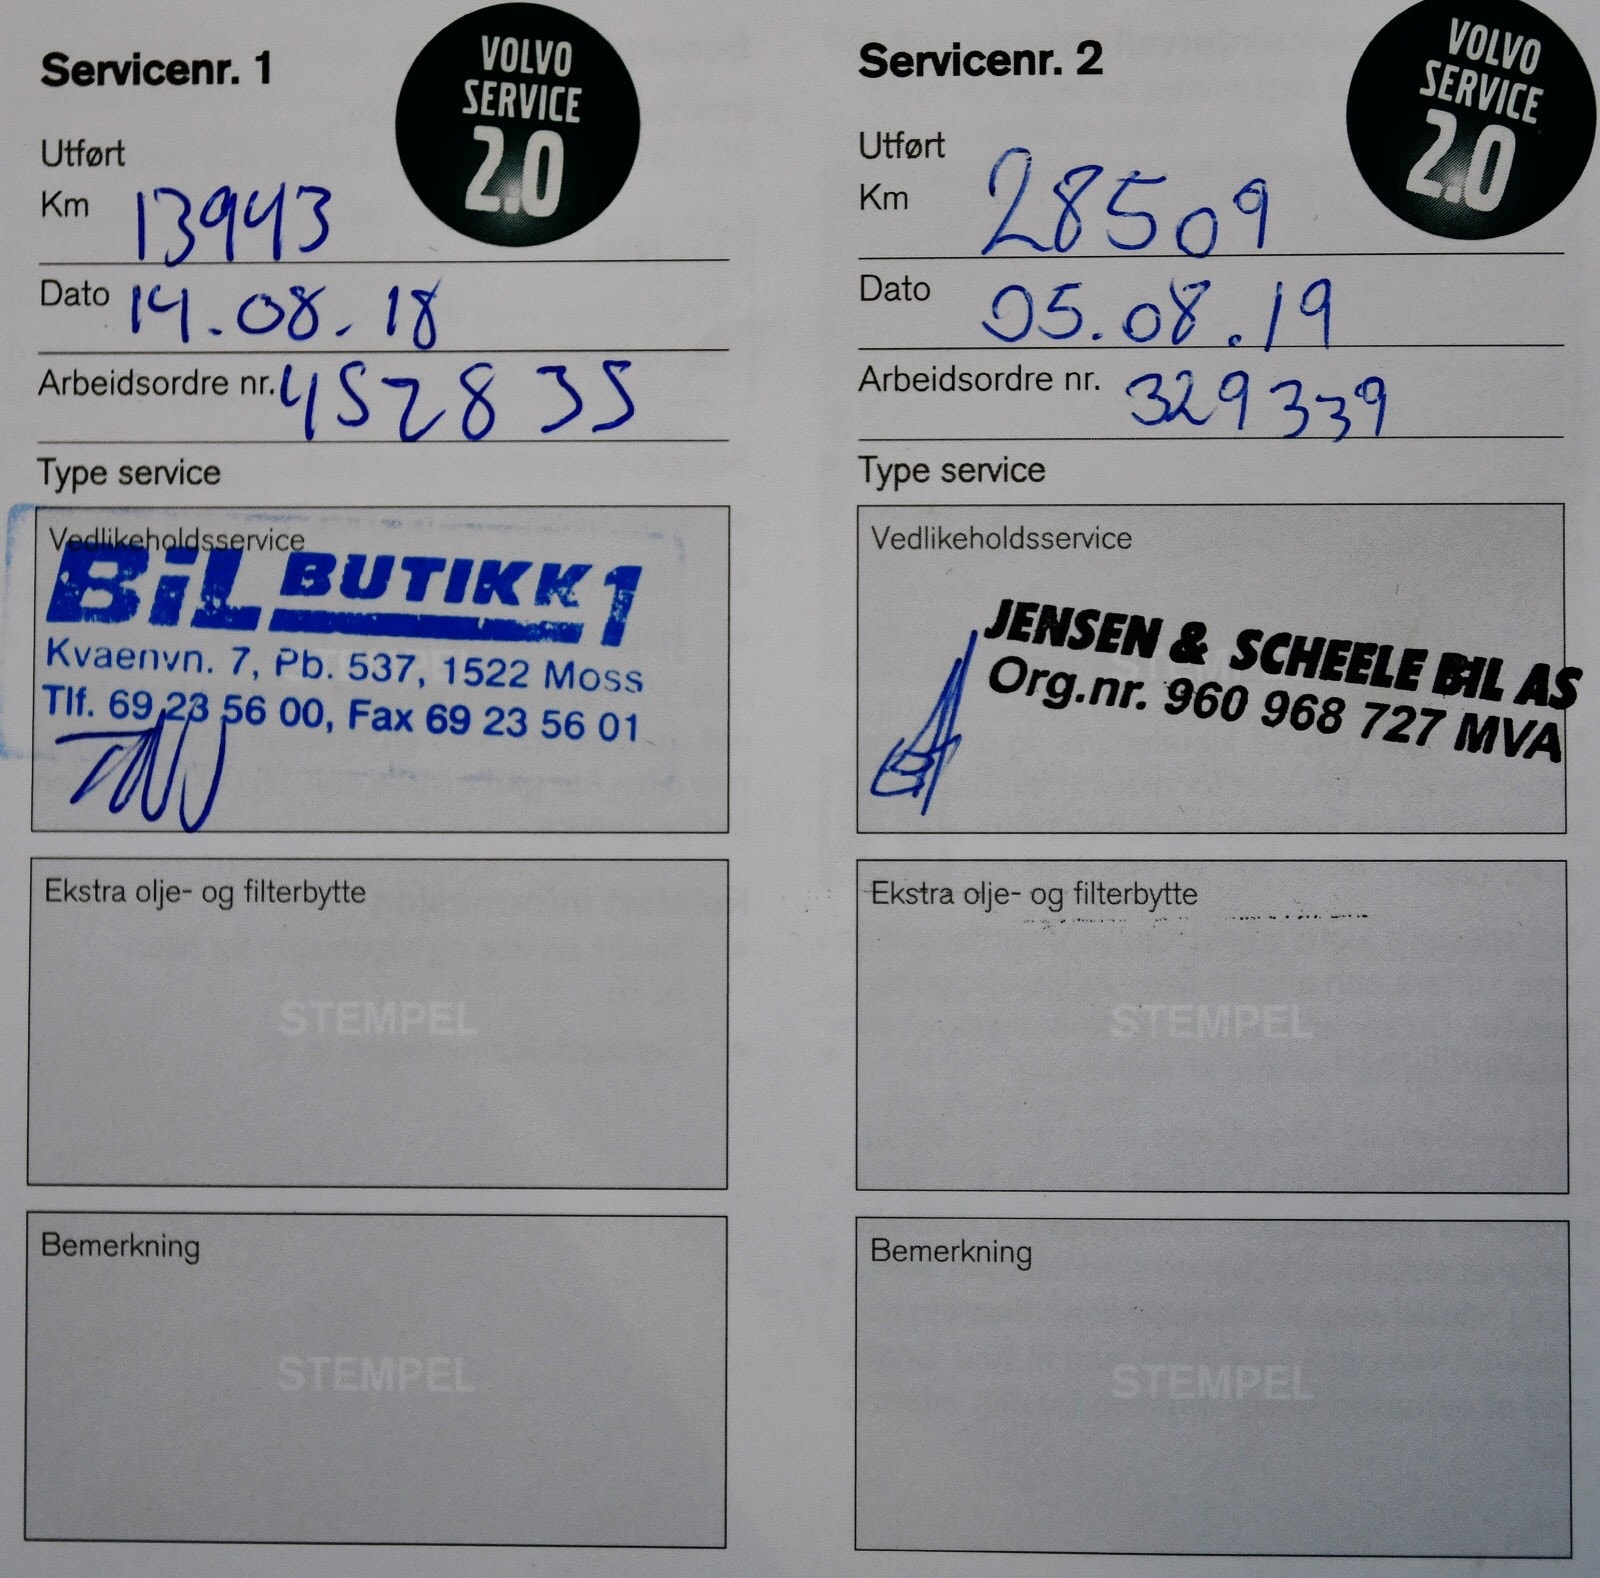 Servicenr. 1
VOLVO
SERVICE
2.0
Utført
Km 13943
Dato 14.08.18
Arbeidsordre nr. 452835
Type service
Vedlikeholdsservice
BiL BUTIKK 1
Kvaenvn. 7, Pb. 537, 1522 Moss
Tlf. 69 23 56 00, Fax 69 23 56 01
Ekstra olje- og filterbytte
STEMPEL
Bemerkning
STEMPEL
Servicenr. 2
VOLVO
SERVICE
2.0
Utført
Km 28509
Dato 05.08.19
Arbeidsordre nr. 329339
Type service
Vedlikeholdsservice
JENSEN & SCHEELE BIL AS
Org.nr. 960 968 727 MVA
Ekstra olje- og filterbytte
STEMPEL
Bemerkning
STEMPEL